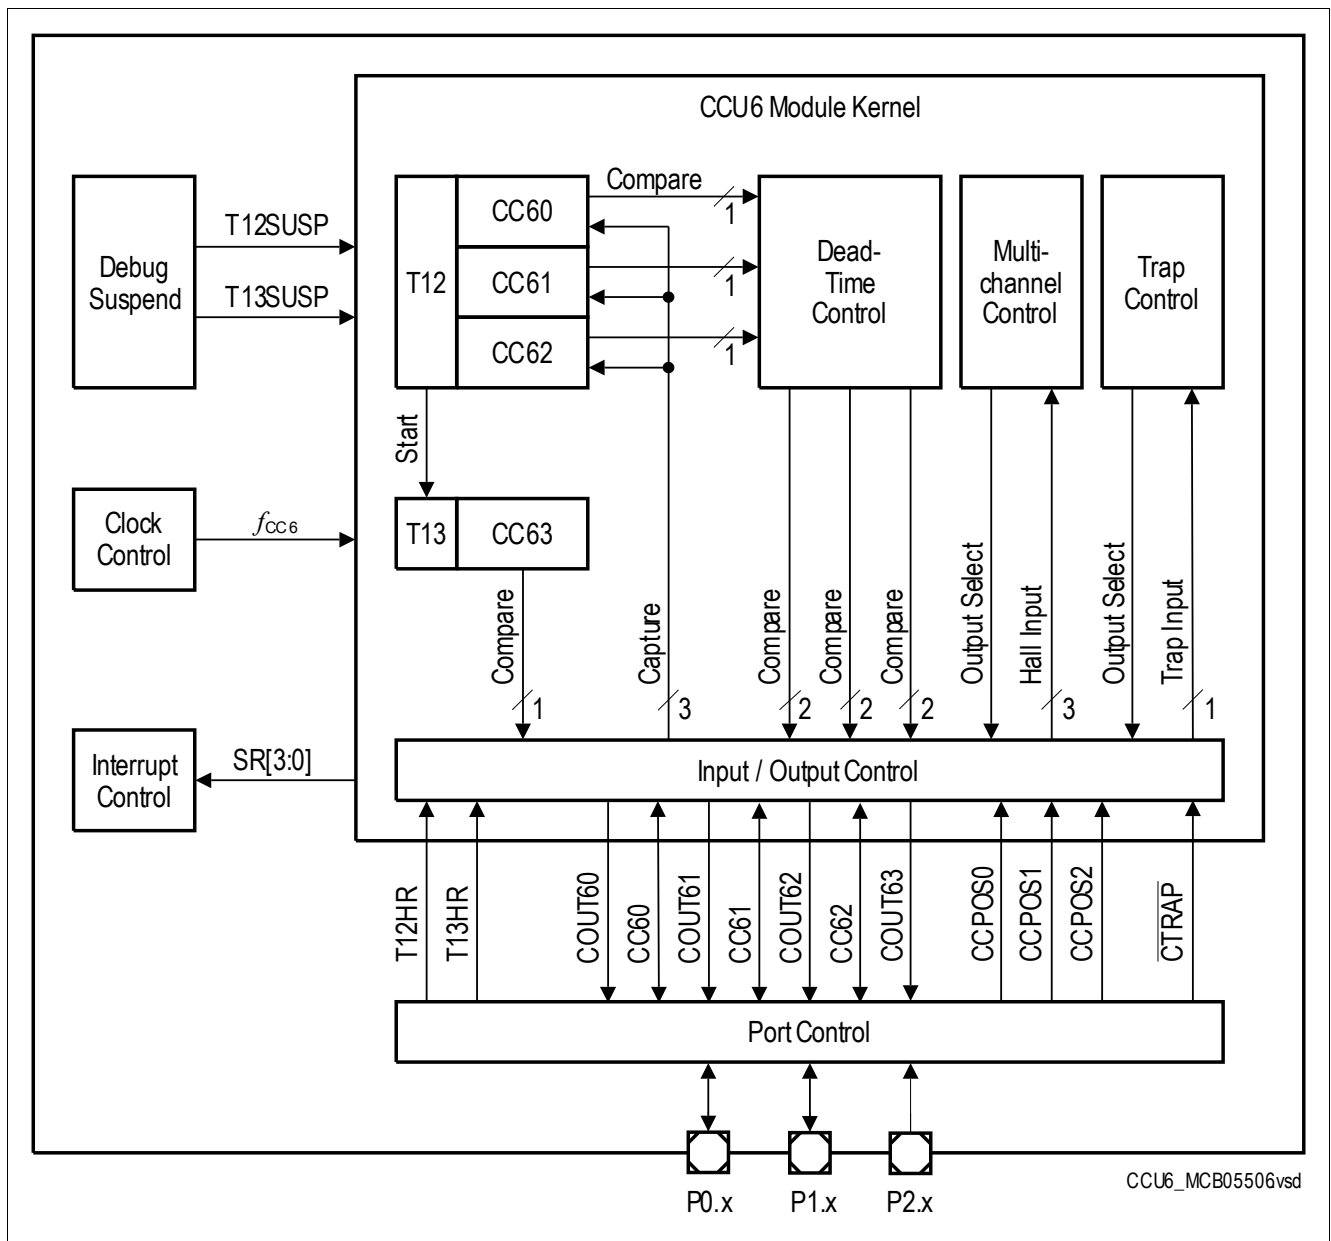 CCU6 Module Kernel
Debug
Suspend
T12SUSP
T13SUSP
T12
CC60
CC61
CC62
Compare
1
1
1
Dead-
Time
Control
Multi-
channel
Control
Trap
Control
Start
T13
CC63
Clock
Control
fCC6
Compare
1
Capture
3
Compare
2
Compare
2
Compare
2
Output Select
Hall Input
3
Output Select
Trap Input
1
Interrupt
Control
SR[3:0]
Input / Output Control
T12HR
T13HR
COUT60
CC60
COUT61
CC61
COUT62
CC62
COUT63
CCPOS0
CCPOS1
CCPOS2
CTRAP
Port Control
P0.x
P1.x
P2.x
CCU6_MCB05506.vsd